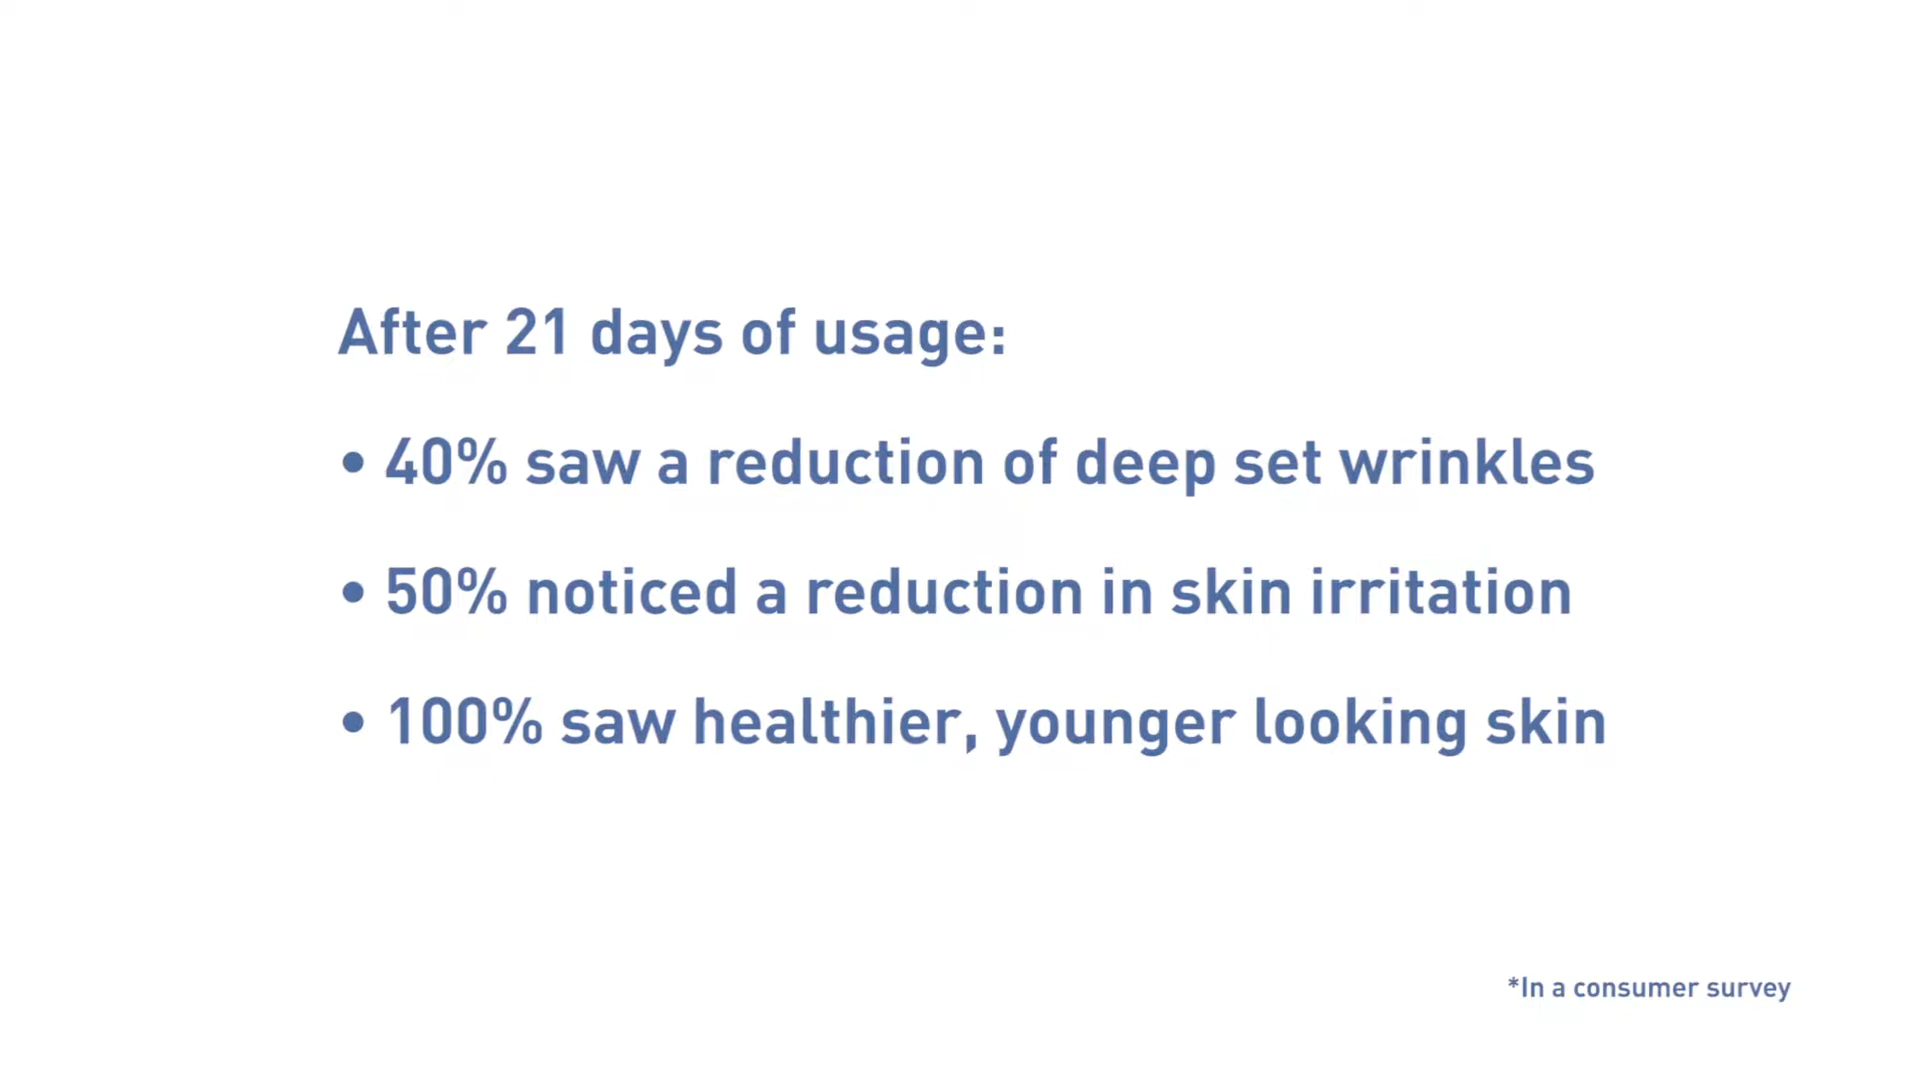 After 21 days of usage:
• 40% saw a reduction of deep set wrinkles
• 50% noticed a reduction in skin irritation
• 100% saw healthier, younger looking skin
*In a consumer survey